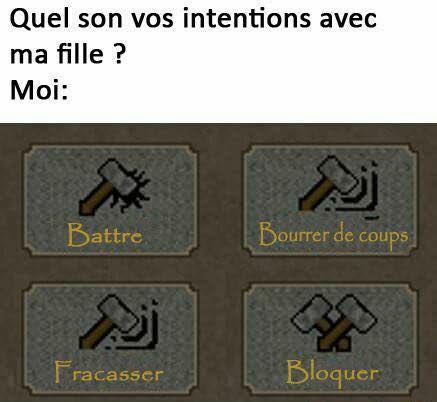 Quel son vos intentions avec
ma fille ?
Moi:
Battre
Bourrer de coups
Fracasser
Bloquer